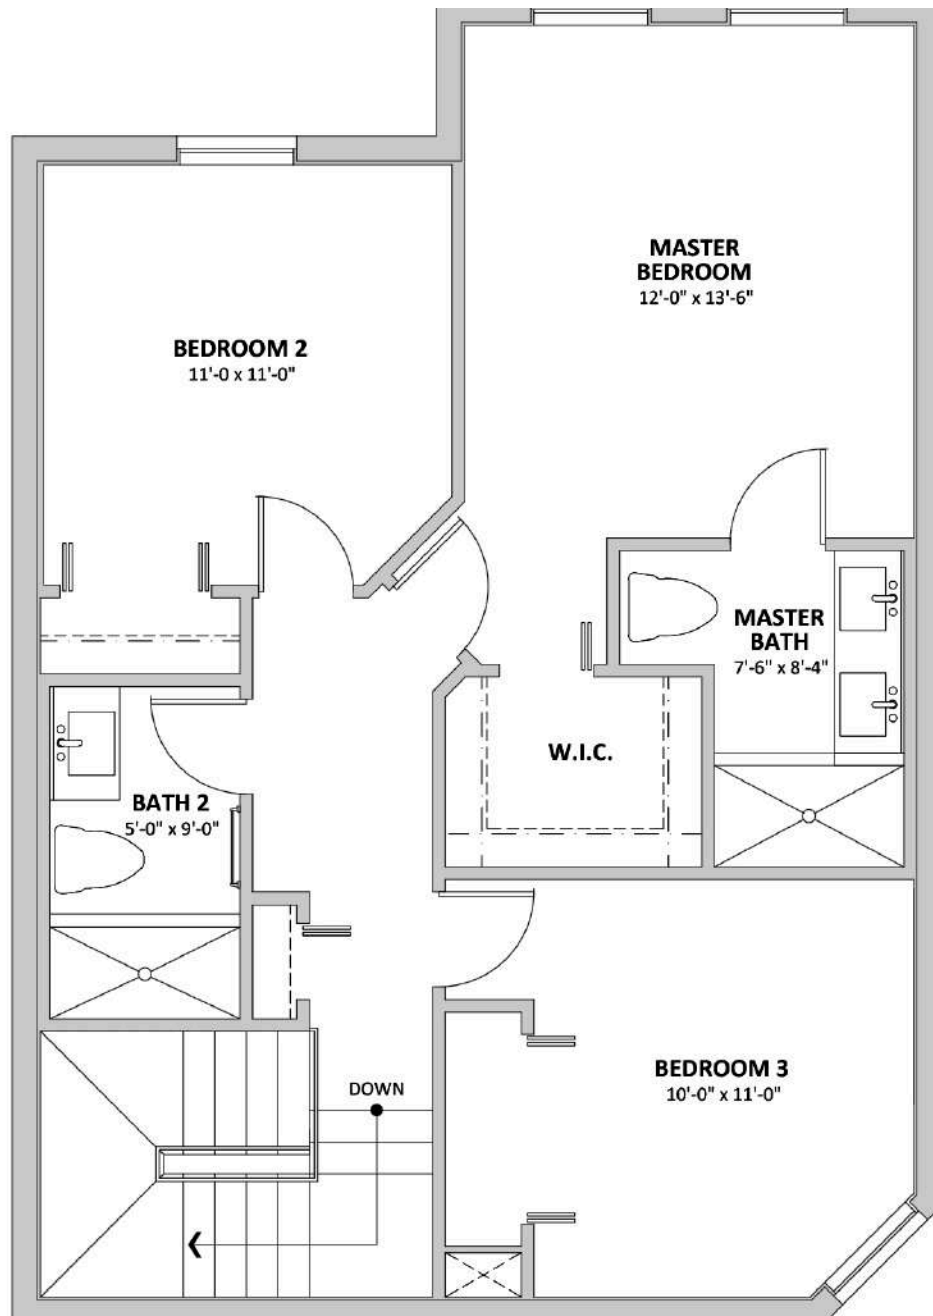 MASTER
BEDROOM
12'-0" x 13'-6"
BEDROOM 2
11'-0 x 11'-0"
MASTER
BATH
7'-6" x 8'-4"
W.I.C.
BATH 2
5'-0" x 9'-0"
BEDROOM 3
10'-0" x 11'-0"
DOWN